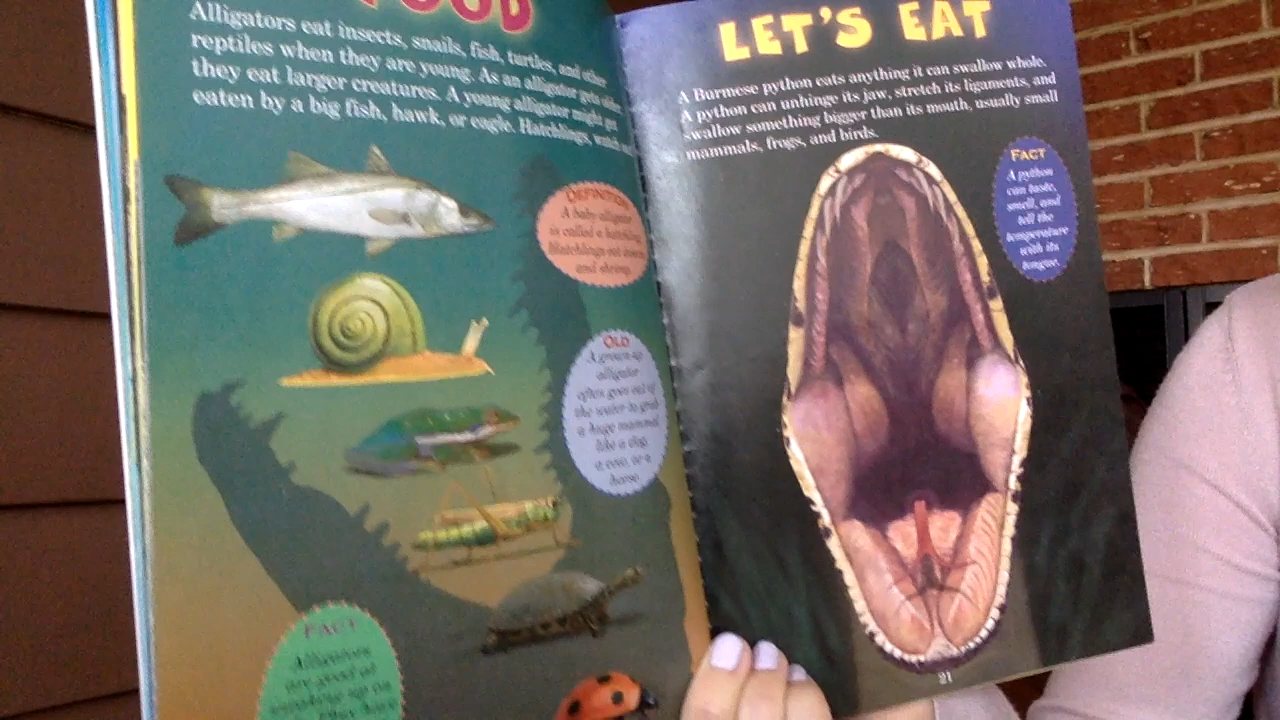 FOOD
Alligators eat insects, snails, fish, turtles, and other
reptiles when they are young. As an alligator gets older
they eat larger creatures. A young alligator might get
eaten by a big fish, hawk, or eagle. Hatchlings, watch
DEFINITION
A baby alligator
is called a hatchling.
Hatchlings eat insects
and shrimp.
OLD
A grown-up
alligator
often goes out of
the water to grab
a huge mammal
like a dog,
a cow, or a
horse.
FACT
Alligators
are good at
LET'S EAT
A Burmese python eats anything it can swallow whole.
A python can unhinge its jaw, stretch its ligaments, and
swallow something bigger than its mouth, usually small
mammals, frogs, and birds.
FACT
A python
can taste,
smell, and
tell the
temperature
with its
tongue.
21